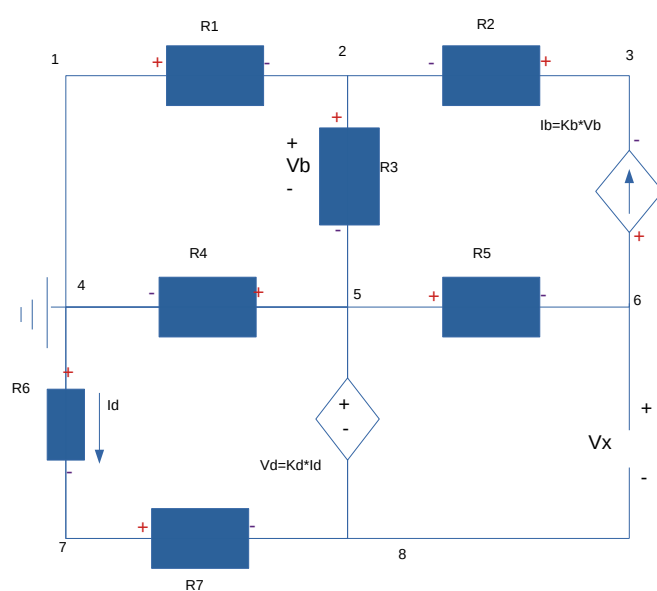 R1
R2
1
2
3
+
-
-
+
+
Ib=Kb*Vb
-
+
Vb
-
R3
-
+
R4
R5
4
-
+
5
+
-
6
+
R6
Id
+
-
+
Vx
-
-
Vd=Kd*Id
+
-
7
8
R7